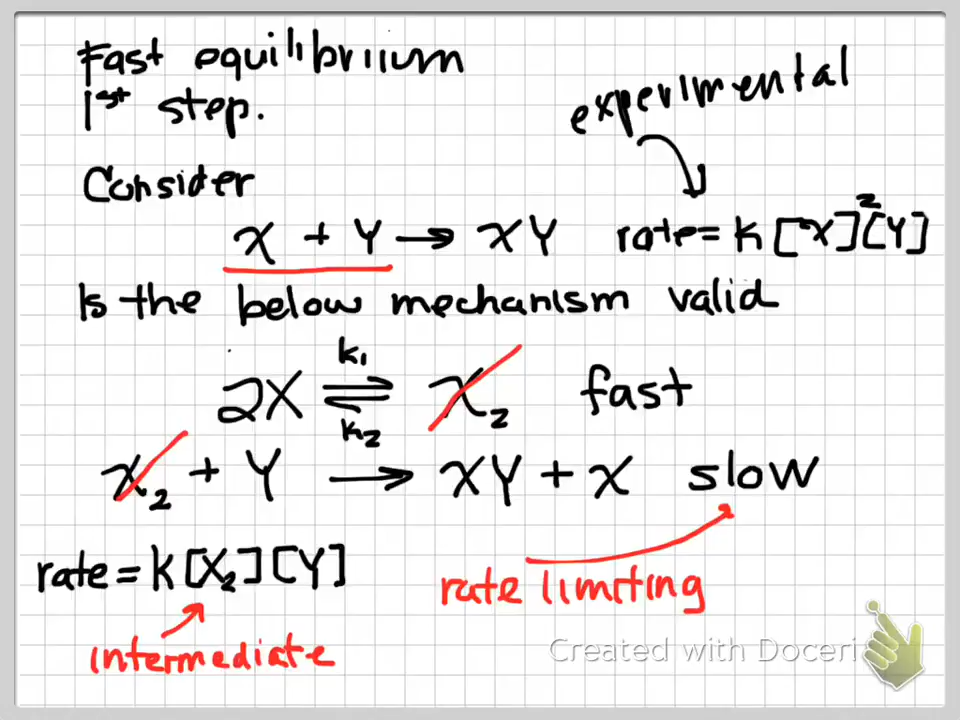 Fast equilibriium
1st step.
experimental
Consider
X + Y → XY rate = k[X]²[Y]
Is the below mechanism valid
k₁
2X ⇌ X₂ fast
k₂
X₂ + Y → XY + X slow
rate = k[X₂][Y]
rate limiting
intermediate
Created with Doceri